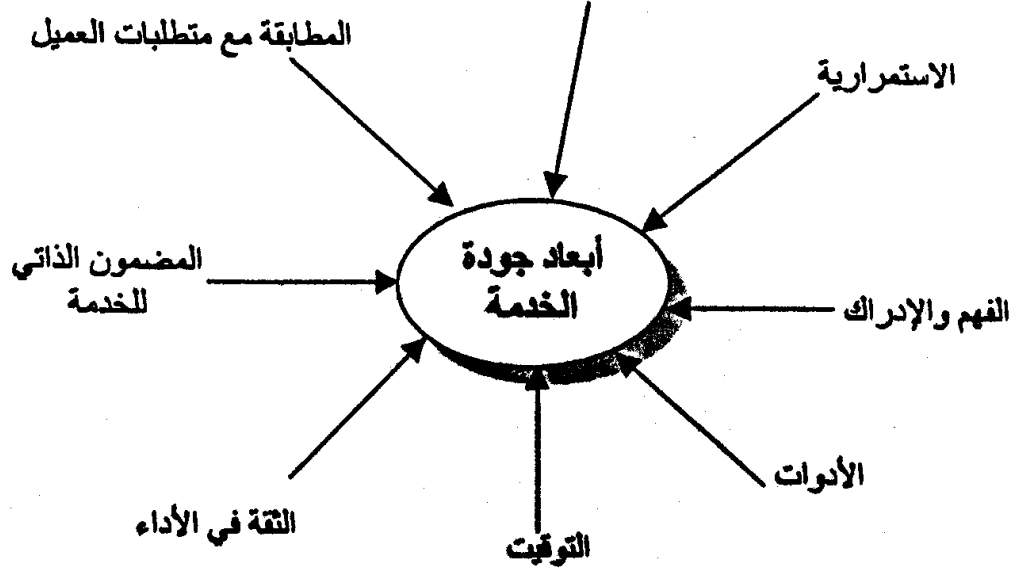 المطابقة مع متطلبات العميل
الاستمرارية
أبعاد جودة
الخدمة
المضمون الذاتي
للخدمة
الفهم والإدراك
الأدوات
الثقة في الأداء
التوقيت